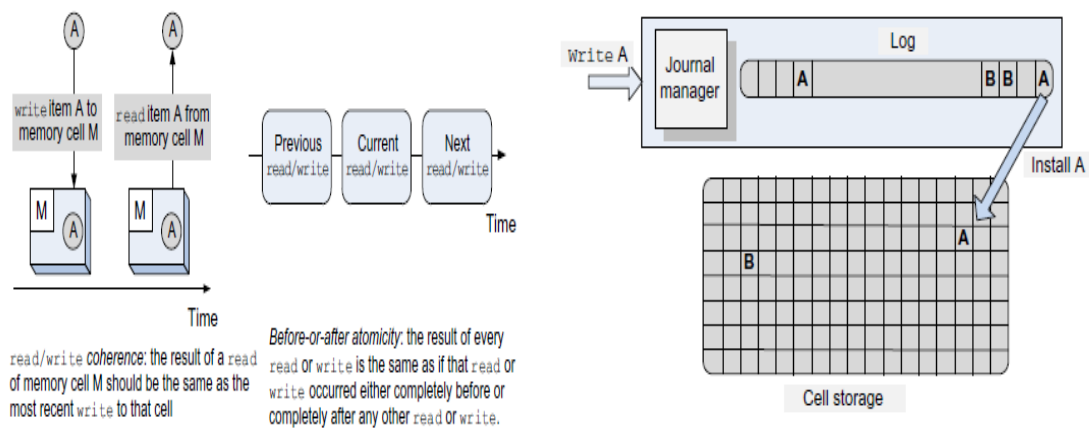 A
A
write item A to
memory cell M
read item A from
memory cell M
M
A
M
A
Time
read/write coherence: the result of a read
of memory cell M should be the same as the
most recent write to that cell
Previous
read/write
Current
read/write
Next
read/write
Time
Before-or-after atomicity: the result of every
read or write is the same as if that read or
write occurred either completely before or
completely after any other read or write.
Write A
Journal
manager
Log
A
B
B
A
Install A
A
B
Cell storage